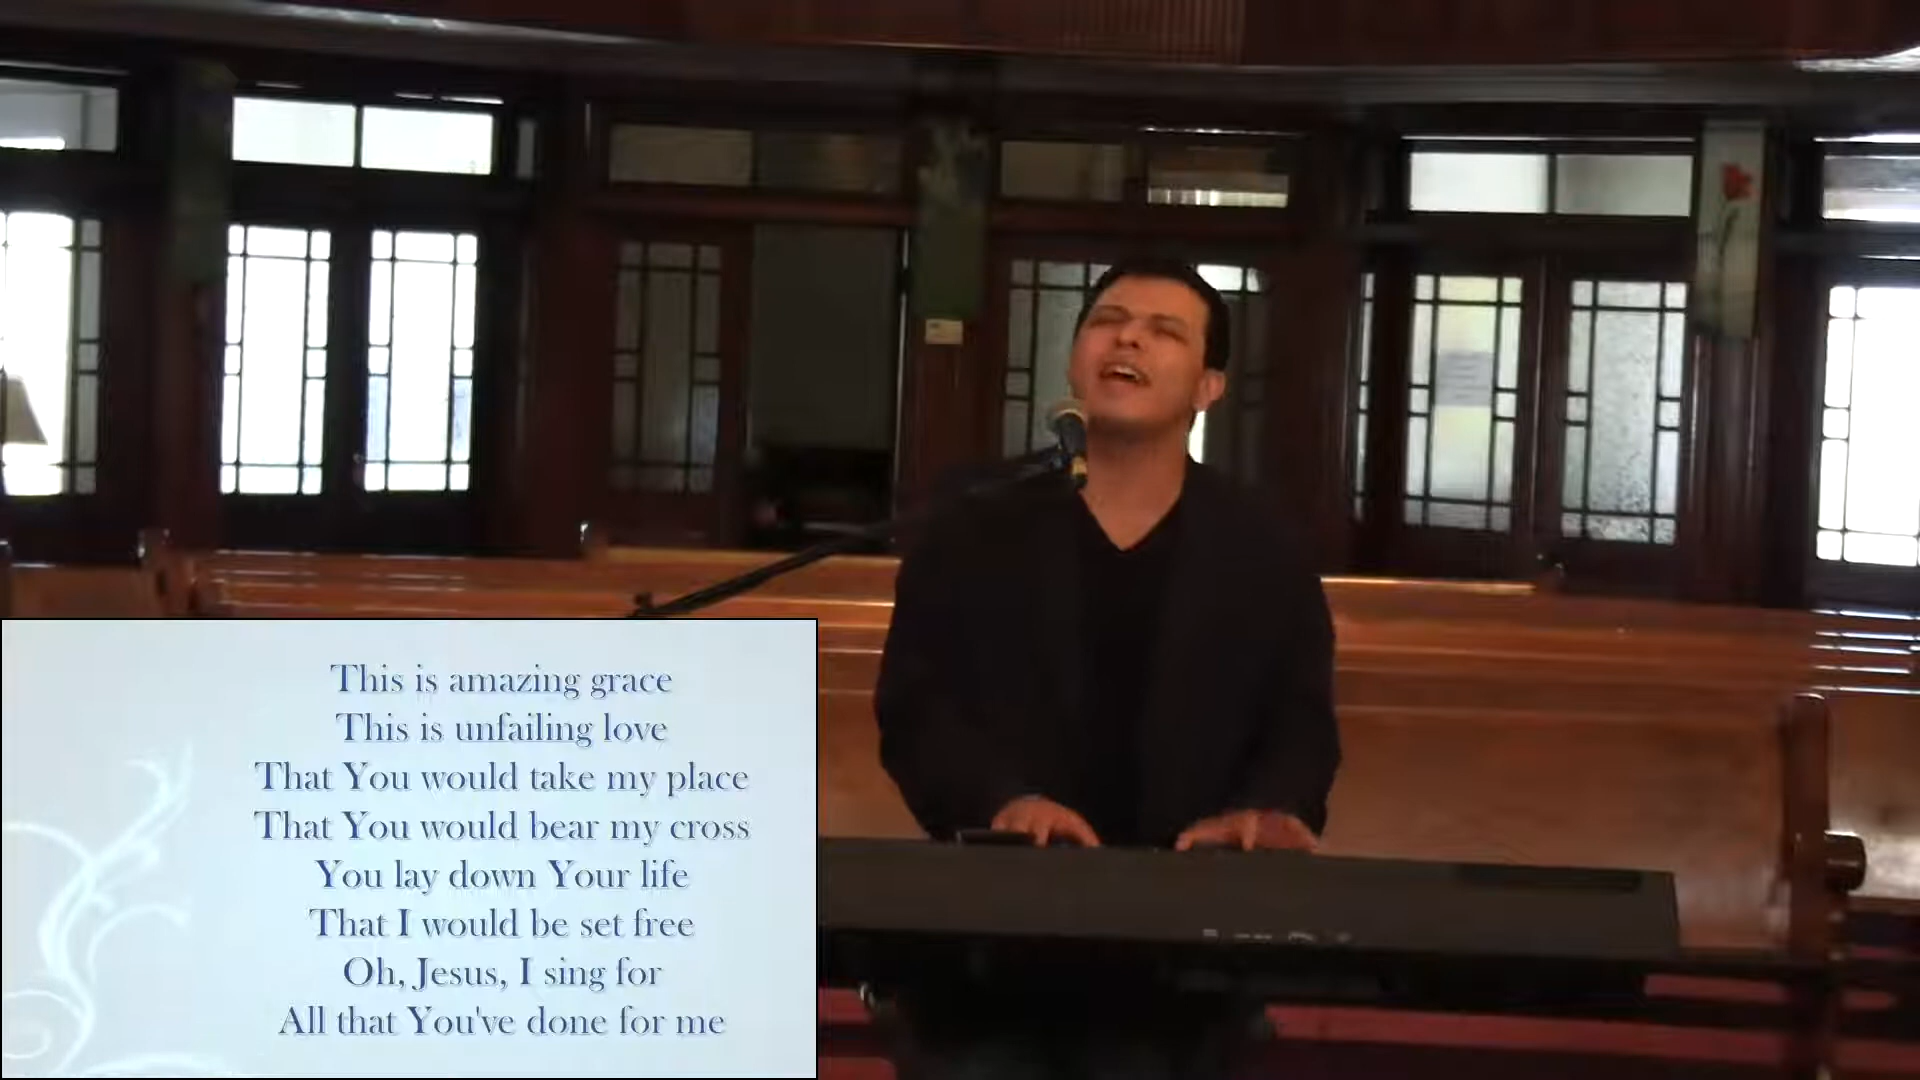 This is amazing grace
This is unfailing love
That You would take my place
That You would bear my cross
You lay down Your life
That I would be set free
Oh, Jesus, I sing for
All that You've done for me